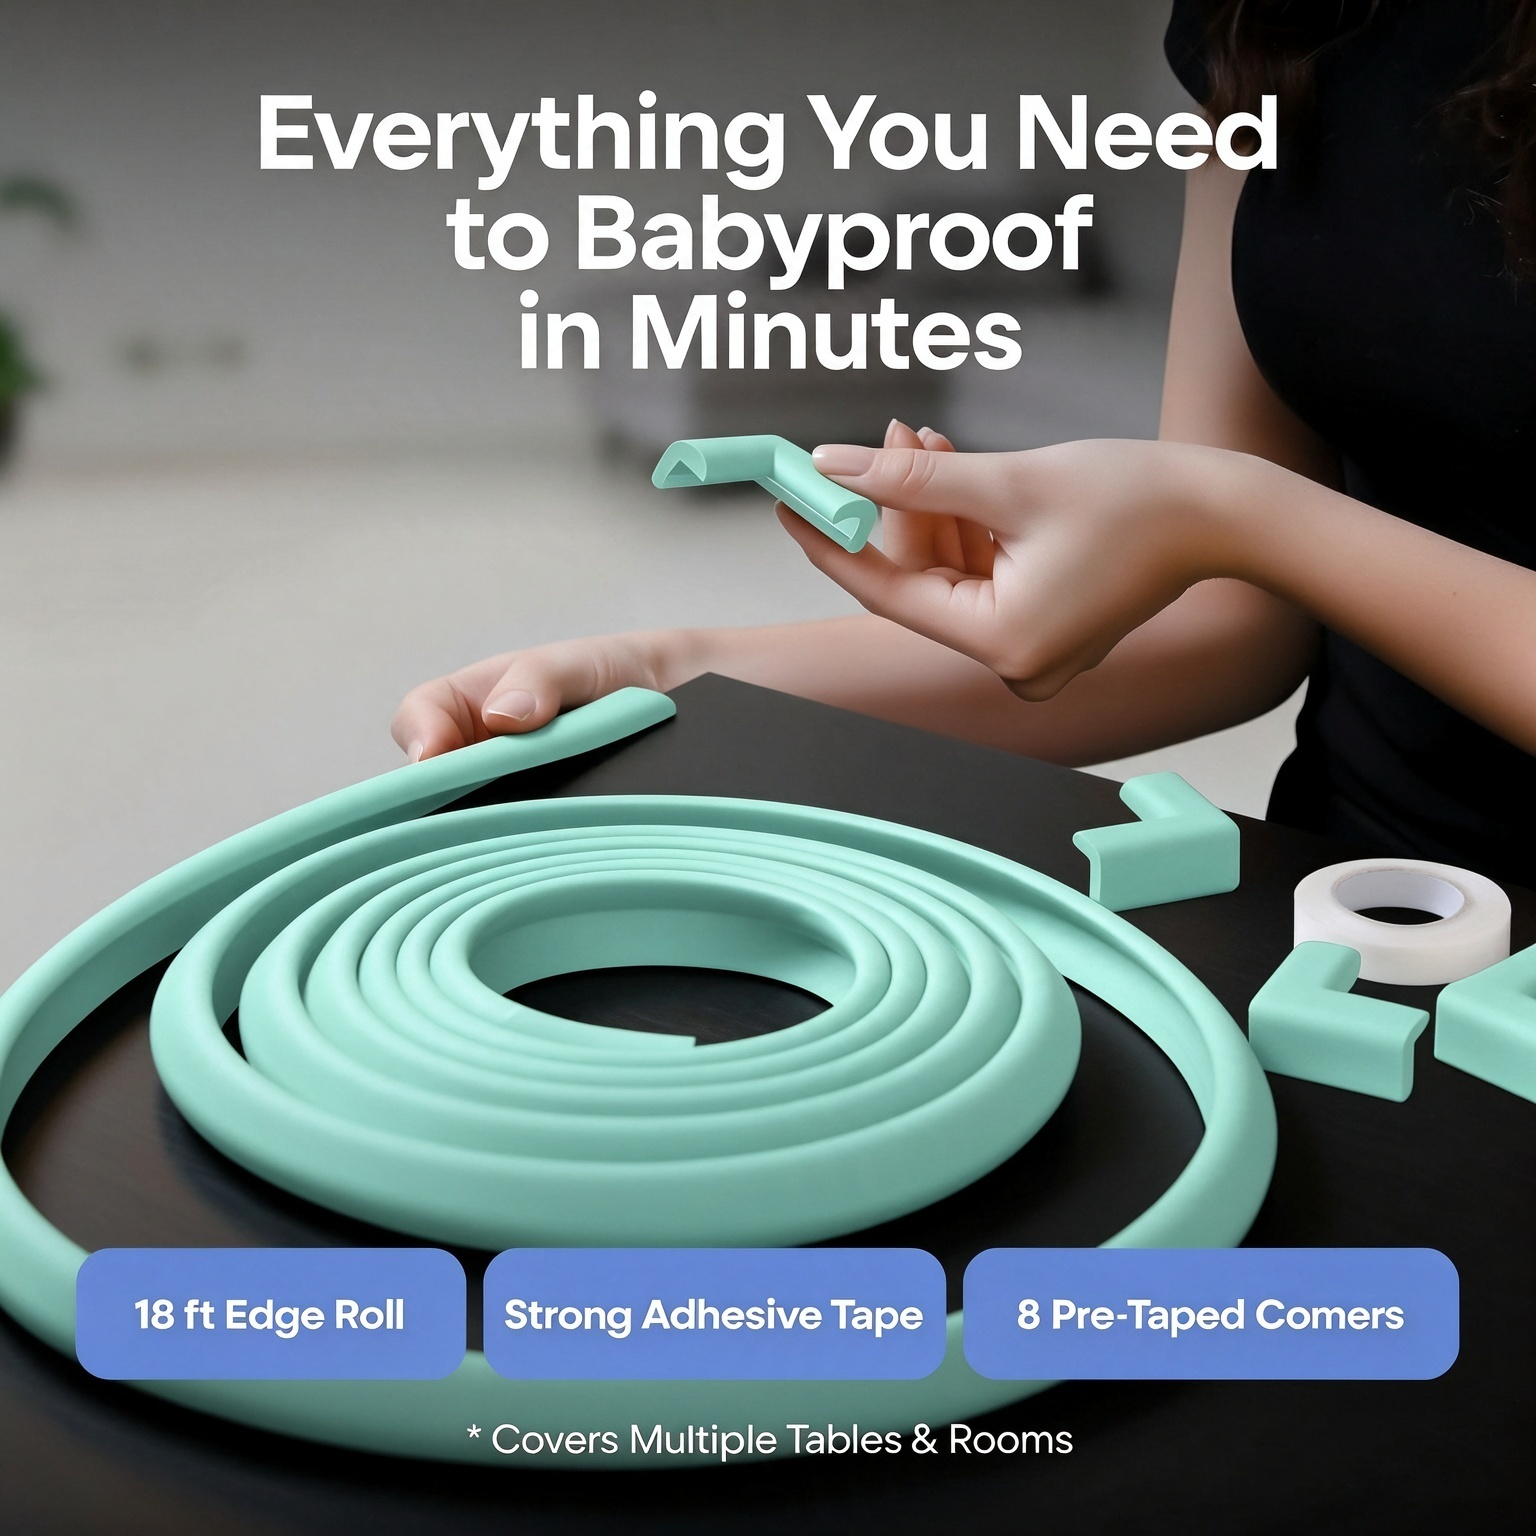 Everything You Need
to Babyproof
in Minutes
18 ft Edge Roll
Strong Adhesive Tape
8 Pre-Taped Comers
* Covers Multiple Tables & Rooms